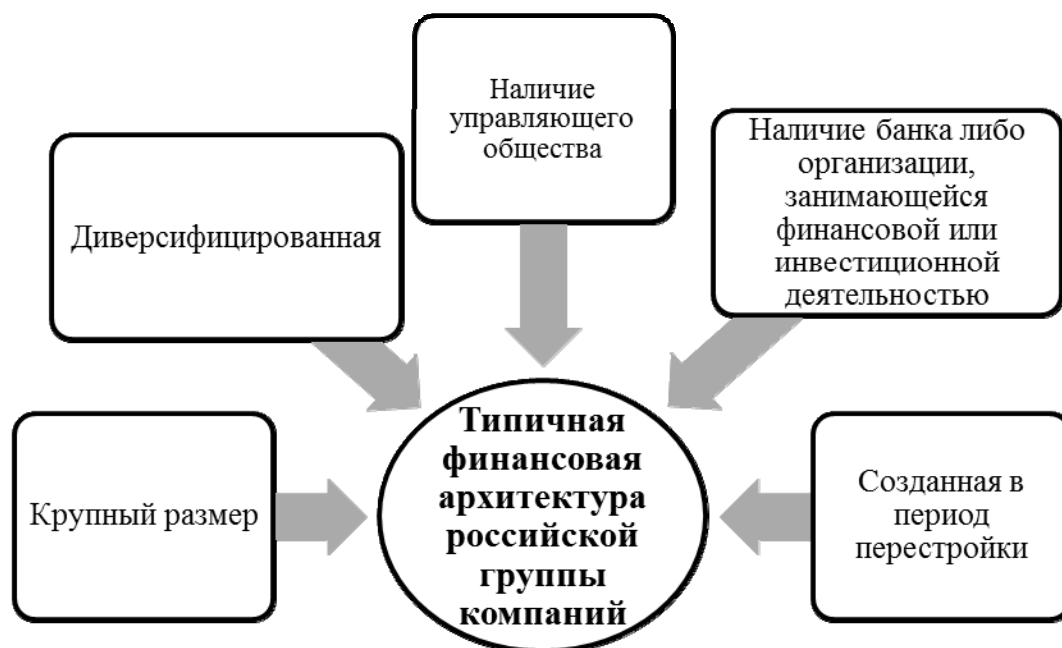 Наличие
управляющего
общества
Наличие банка либо
организации,
занимающейся
финансовой или
инвестиционной
деятельностью
Диверсифицированная
Типичная
финансовая
архитектура
российской
группы
компаний
Крупный размер
Созданная в
период
перестройки